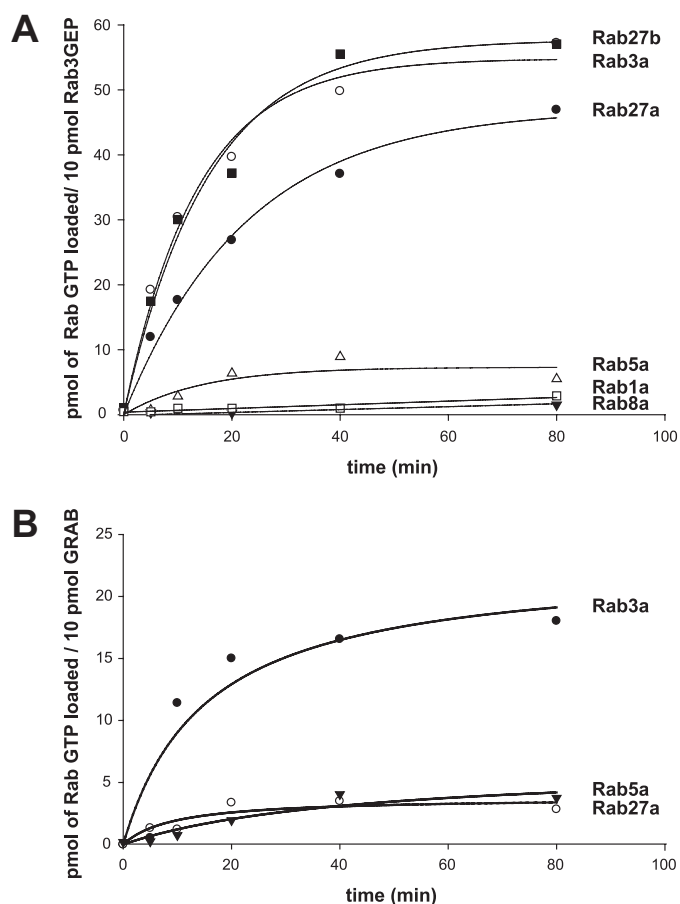 A
pmol of Rab GTP loaded/ 10 pmol Rab3GEP
60
50
40
30
20
10
0
Rab27b
Rab3a
Rab27a
Rab5a
Rab1a
Rab8a
0 20 40 60 80 100
time (min)
B
pmol of Rab GTP loaded / 10 pmol GRAB
25
20
15
10
5
0
Rab3a
Rab5a
Rab27a
0 20 40 60 80 100
time (min)